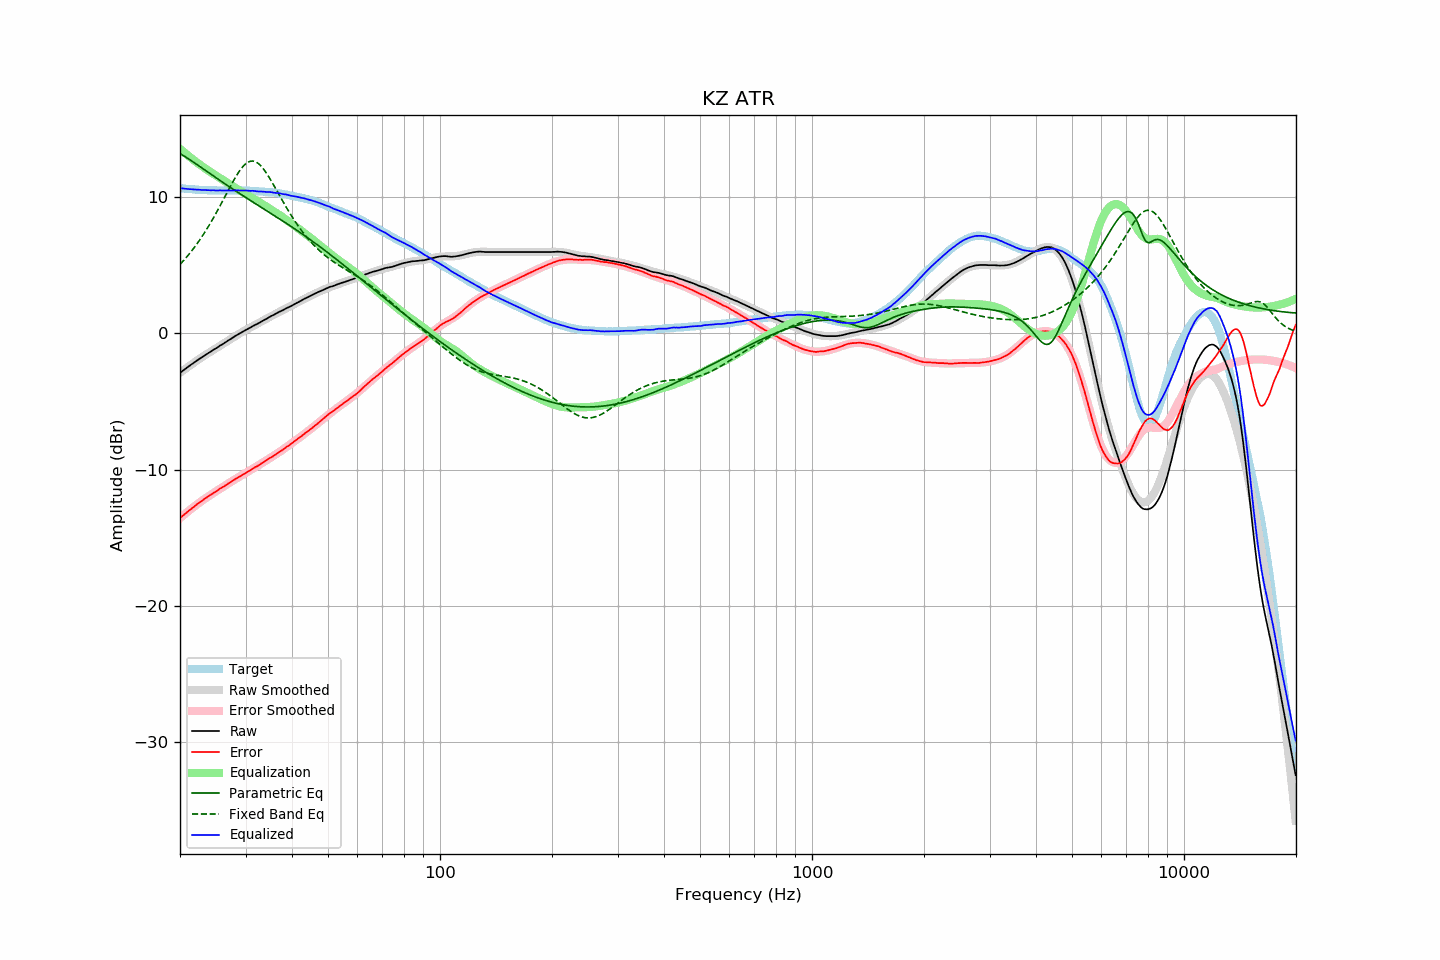 KZ ATR
Amplitude (dBr)
10
0
−10
−20
−30
Target
Raw Smoothed
Error Smoothed
Raw
Error
Equalization
Parametric Eq
Fixed Band Eq
Equalized
100
1000
10000
Frequency (Hz)